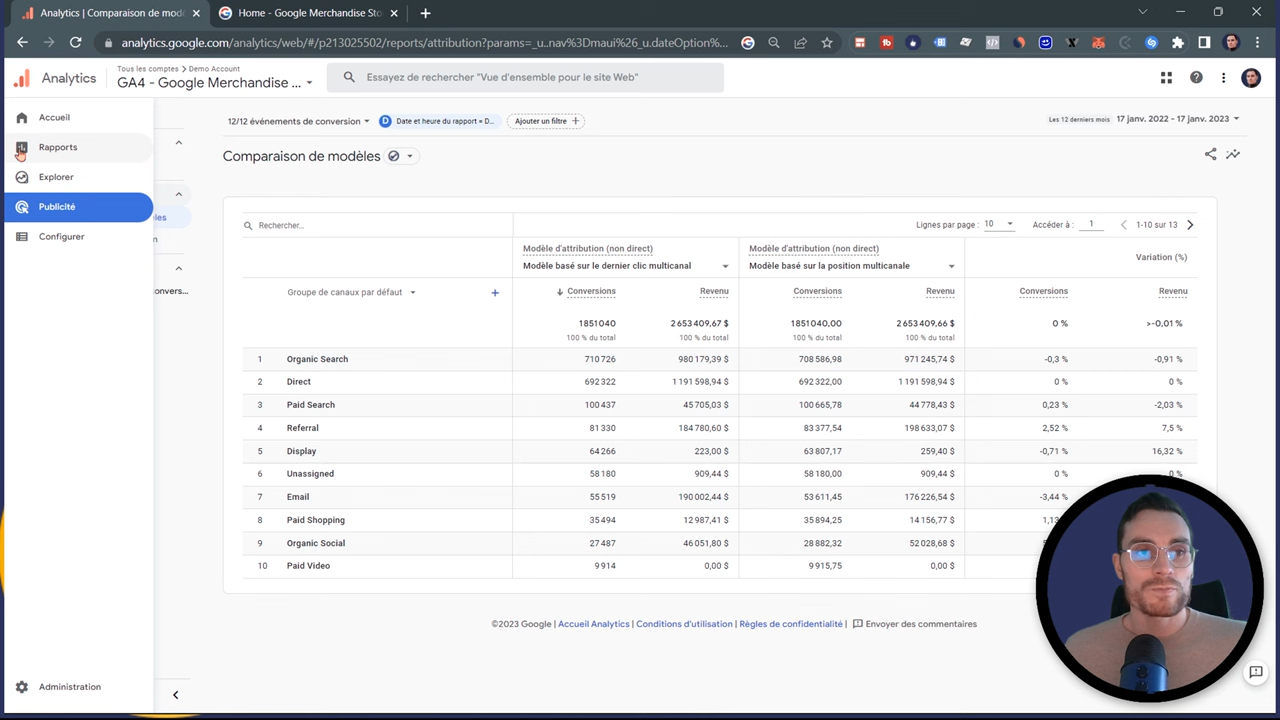 Analytics | Comparaison de modè
Home - Google Merchandise Sto
analytics.google.com/analytics/web/#/p213025502/reports/attribution?params=_u..nav%3Dmaui%26_u.dateOption%...
Analytics
Tous les comptes > Demo Account
GA4 - Google Merchandise ...
Essayez de rechercher "Vue d'ensemble pour le site Web"
Accueil
Rapports
Explorer
Publicité
Configurer
Administration
convers...
12/12 événements de conversion
D Date et heure du rapport = D...
Ajouter un filtre +
Les 12 derniers mois 17 janv. 2022 - 17 janv. 2023
Comparaison de modèles
Rechercher...
Lignes par page : 10 Accéder à : 1 1-10 sur 13
Modèle d'attribution (non direct) Modèle d'attribution (non direct) Variation (%)
Modèle basé sur le dernier clic multicanal Modèle basé sur la position multicanale
Groupe de canaux par défaut + ↓ Conversions Revenu Conversions Revenu Conversions Revenu
1 851 040 2 653 409,67 $ 1 851 040,00 2 653 409,66 $ 0 % >-0,01 %
100 % du total 100 % du total 100 % du total 100 % du total
1 Organic Search 710 726 980 179,39 $ 708 586,98 971 245,74 $ -0,3 % -0,91 %
2 Direct 692 322 1 191 598,94 $ 692 322,00 1 191 598,94 $ 0 % 0 %
3 Paid Search 100 437 45 705,03 $ 100 665,78 44 778,43 $ 0,23 % -2,03 %
4 Referral 81 330 184 780,60 $ 83 377,54 198 633,07 $ 2,52 % 7,5 %
5 Display 64 266 223,00 $ 63 807,17 259,40 $ -0,71 % 16,32 %
6 Unassigned 58 180 909,44 $ 58 180,00 909,44 $ 0 % 0 %
7 Email 55 519 190 002,44 $ 53 611,45 176 226,54 $ -3,44 %
8 Paid Shopping 35 494 12 987,41 $ 35 894,25 14 156,77 $ 1,13
9 Organic Social 27 487 46 051,80 $ 28 882,32 52 028,68 $
10 Paid Video 9 914 0,00 $ 9 915,75 0,00 $
©2023 Google | Accueil Analytics | Conditions d'utilisation | Règles de confidentialité | Envoyer des commentaires